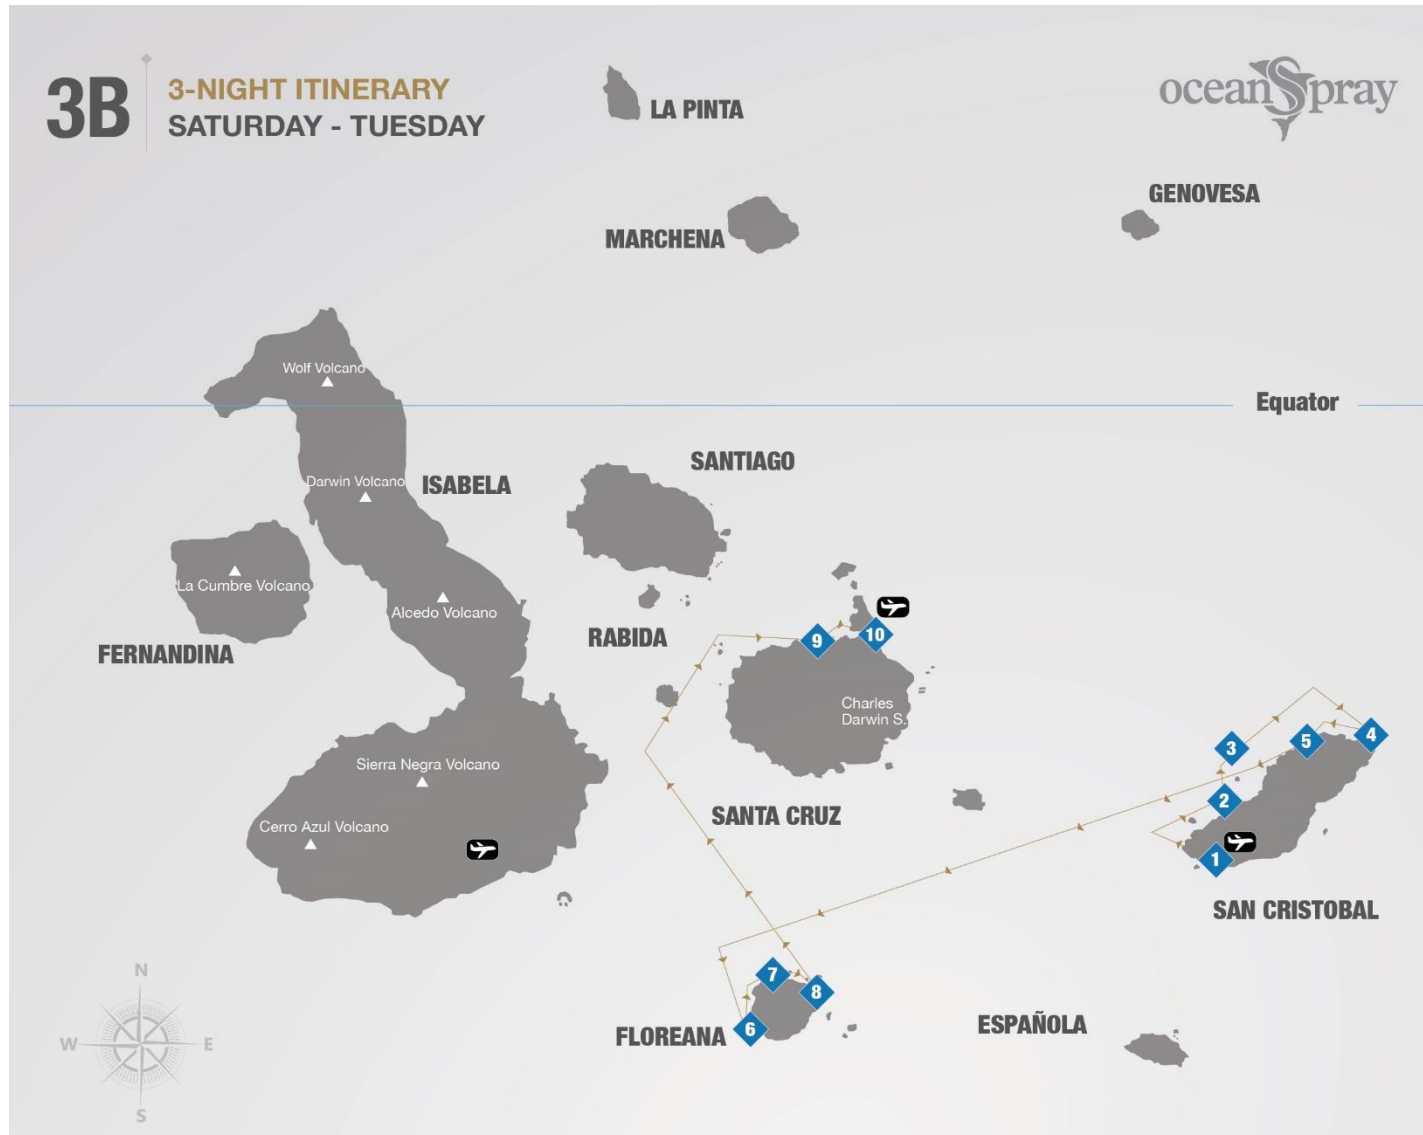 3B
3-NIGHT ITINERARY
SATURDAY - TUESDAY
oceanSpray
LA PINTA
GENOVESA
MARCHENA
Wolf Volcano
Equator
SANTIAGO
Darwin Volcano
ISABELA
La Cumbre Volcano
Alcedo Volcano
RABIDA
FERNANDINA
9
10
Charles
Darwin S.
3
5
4
Sierra Negra Volcano
2
SANTA CRUZ
Cerro Azul Volcano
1
SAN CRISTOBAL
7
8
6
FLOREANA
ESPAÑOLA
N
W
E
S